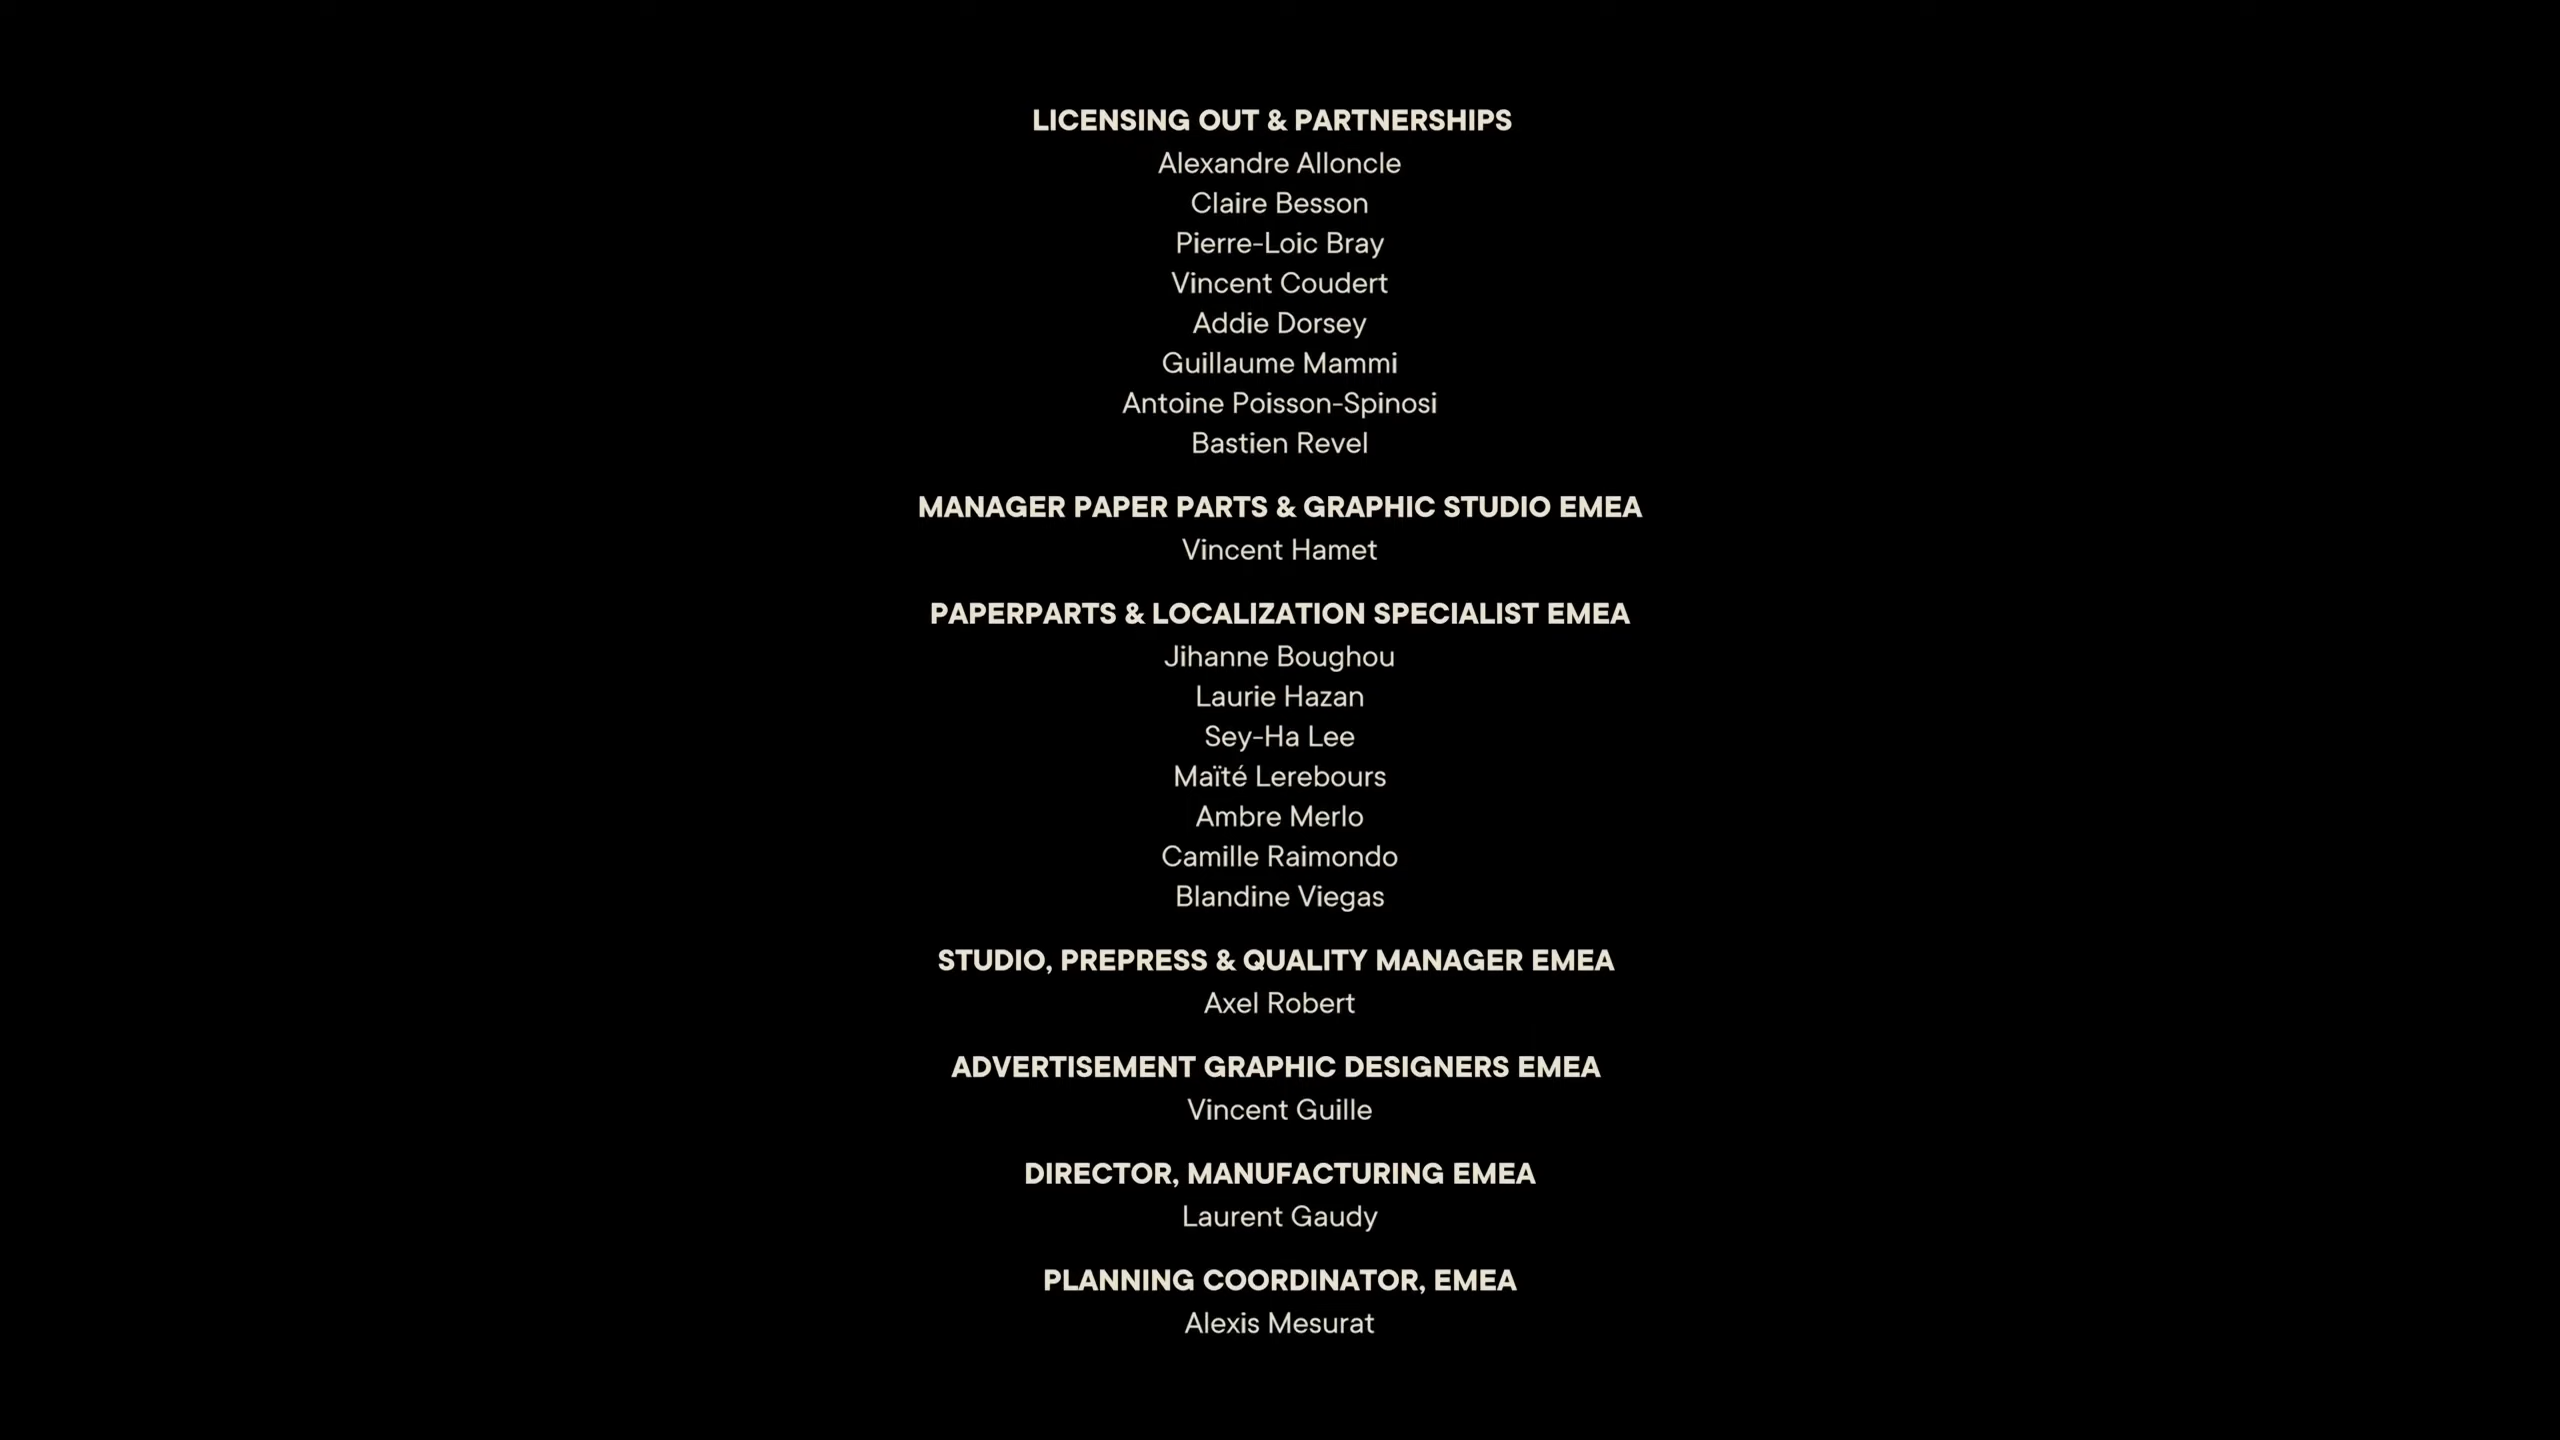 LICENSING OUT & PARTNERSHIPS
Alexandre Alloncle
Claire Besson
Pierre-Loic Bray
Vincent Coudert
Addie Dorsey
Guillaume Mammi
Antoine Poisson-Spinosi
Bastien Revel
MANAGER PAPER PARTS & GRAPHIC STUDIO EMEA
Vincent Hamet
PAPERPARTS & LOCALIZATION SPECIALIST EMEA
Jihanne Boughou
Laurie Hazan
Sey-Ha Lee
Maïté Lerebours
Ambre Merlo
Camille Raimondo
Blandine Viegas
STUDIO, PREPRESS & QUALITY MANAGER EMEA
Axel Robert
ADVERTISEMENT GRAPHIC DESIGNERS EMEA
Vincent Guille
DIRECTOR, MANUFACTURING EMEA
Laurent Gaudy
PLANNING COORDINATOR, EMEA
Alexis Mesurat